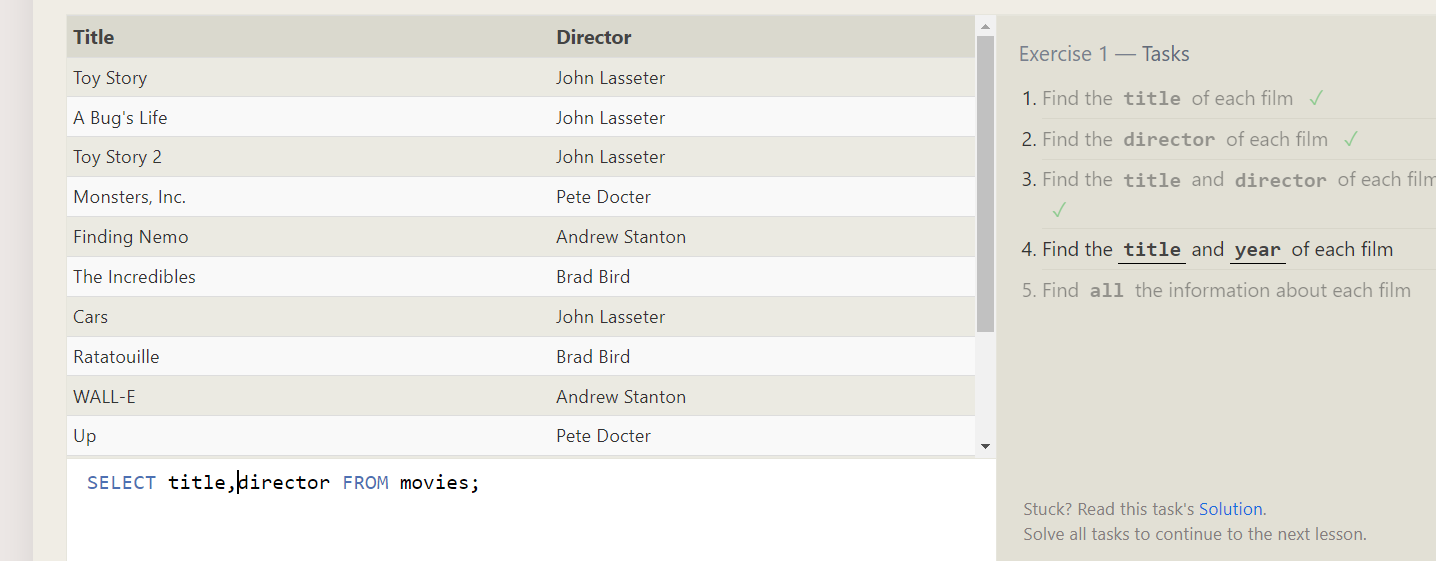 Title Director
Toy Story John Lasseter
A Bug's Life John Lasseter
Toy Story 2 John Lasseter
Monsters, Inc. Pete Docter
Finding Nemo Andrew Stanton
The Incredibles Brad Bird
Cars John Lasseter
Ratatouille Brad Bird
WALL-E Andrew Stanton
Up Pete Docter
SELECT title,director FROM movies;
Exercise 1 — Tasks
1. Find the title of each film ✓
2. Find the director of each film ✓
3. Find the title and director of each film
✓
4. Find the title and year of each film
5. Find all the information about each film
Stuck? Read this task's Solution.
Solve all tasks to continue to the next lesson.